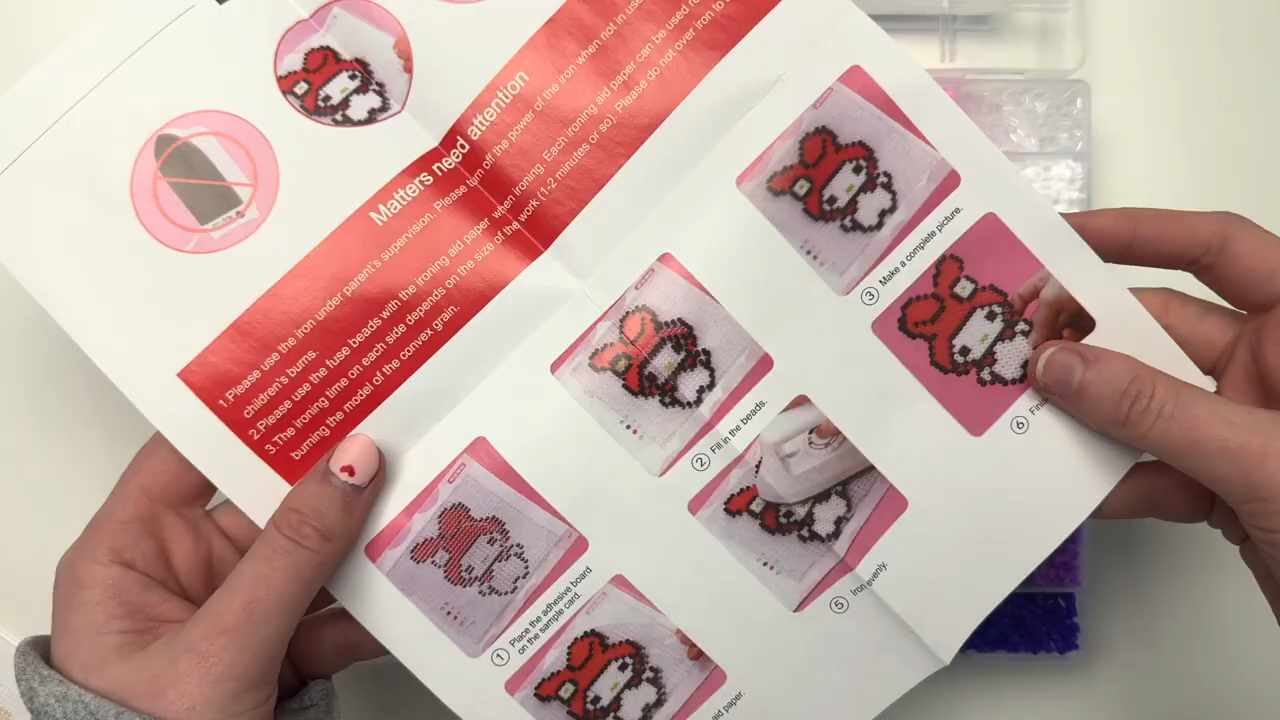 Matters need attention
1.Please use the iron under parent's supervision. Please turn off the power of the iron when not in use
children's burns.
2.Please use the fuse beads with the ironing aid paper when ironing. Each ironing aid paper can be used
3.The ironing time on each side depends on the size of the work (1-2 minutes or so). Please do not over iron to
burning the model of the convex grain.
1 Place the adhesive board
on the sample card.
2 Fill in the beads.
3 Make a complete picture.
aid paper.
5 Iron evenly.
6